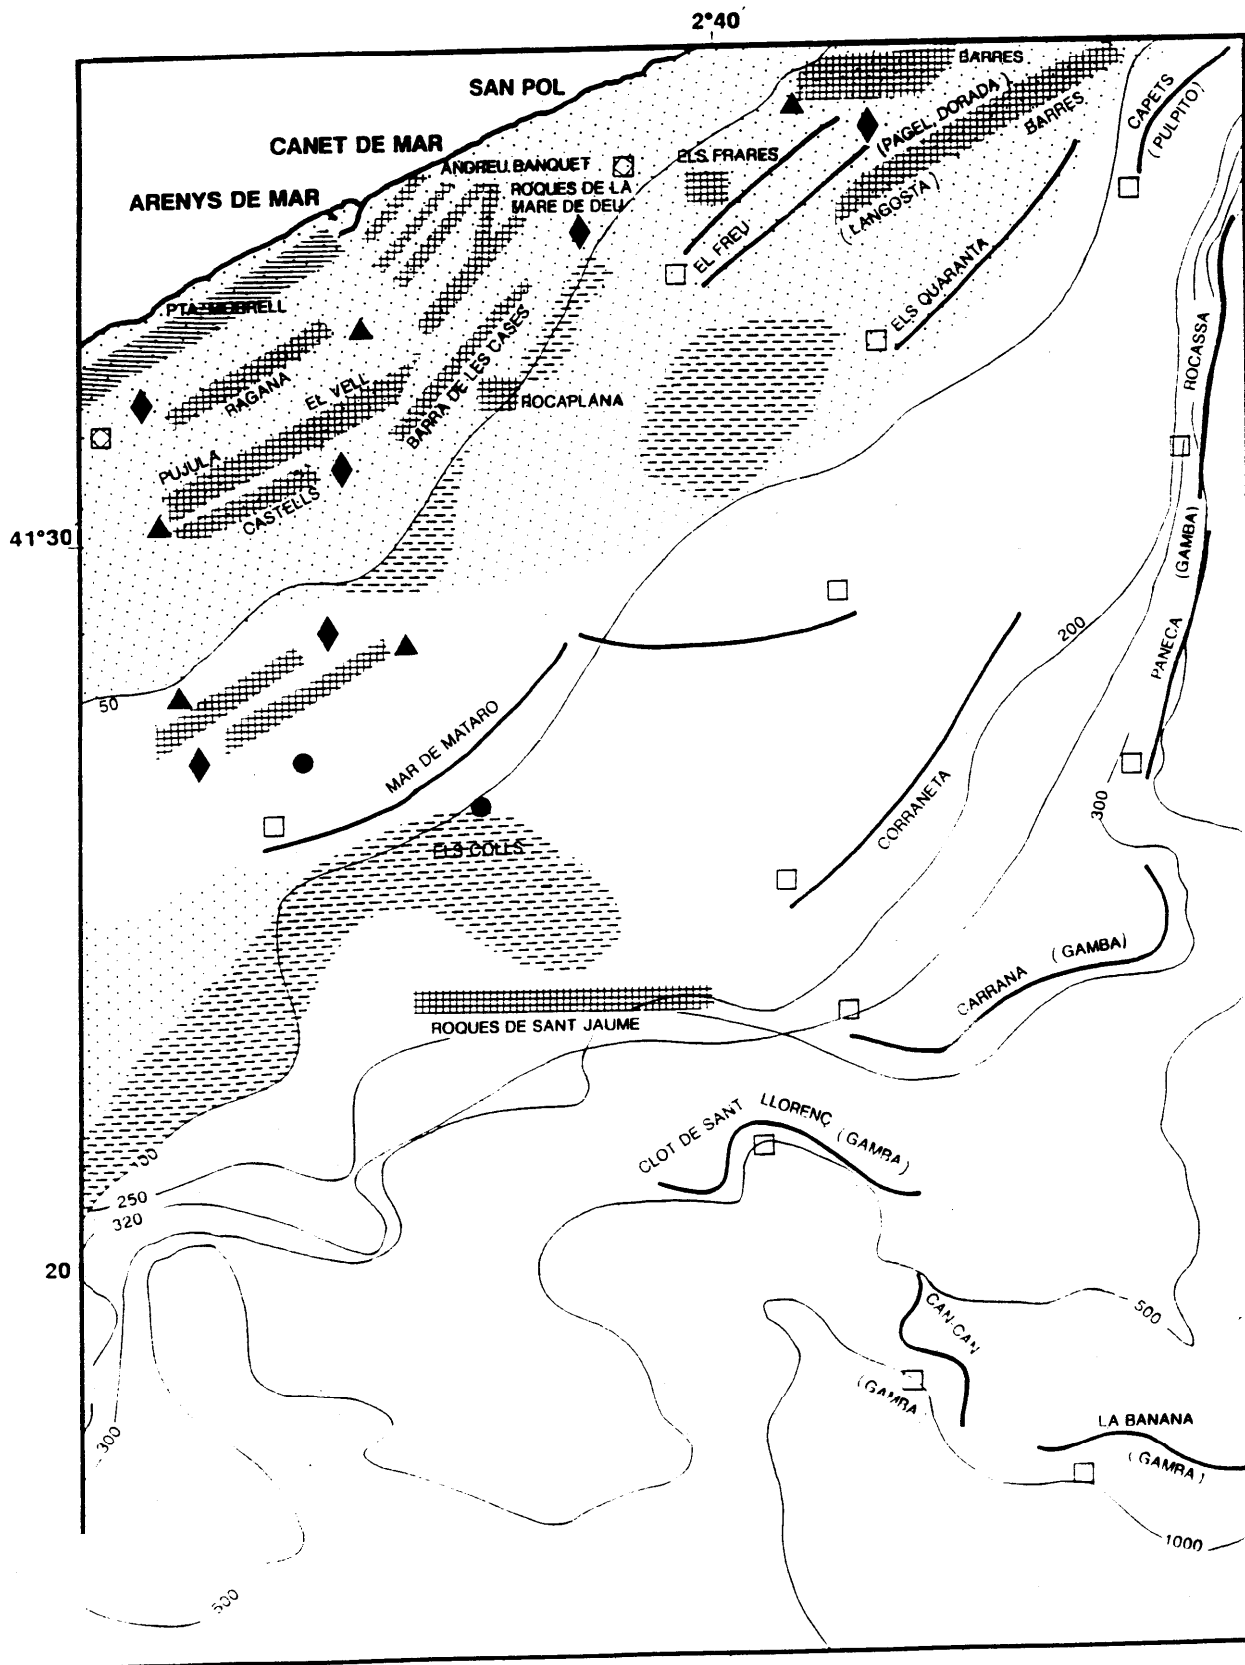 2°40
SAN POL
CANET DE MAR
ARENYS DE MAR
BARRES
(PAGEL, DORADA)
BARRES
(LANGOSTA)
CAPETS
(PULPITO)
ANDREU BANQUET
ELS FRARES
ROQUES DE LA
MARE DE DEU
EL FREU
ELS QUARANTA
PTA. MORRELL
RAGANA
EL VELL
BARRA DE LES CASES
ROCAPLANA
ROCASSA
PUJULA
CASTELLS
41°30
(GAMBA)
PANECA
200
50
MAR DE MATARO
CORRANETA
300
ELS COLLS
CARRANA
(GAMBA)
ROQUES DE SANT JAUME
CLOT DE SANT LLORENÇ (GAMBA)
100
250
320
20
CAN-CAN
(GAMBA
500
LA BANANA
(GAMBA)
300
1000
500